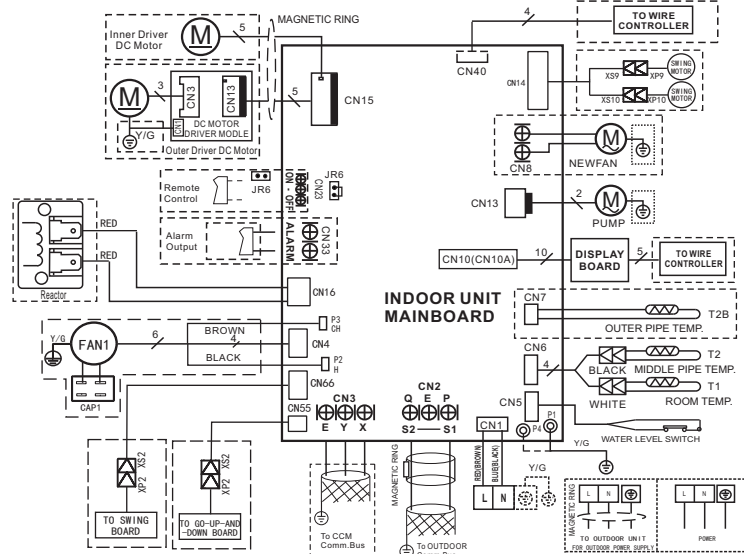 Inner Driver
DC Motor
M
5
MAGNETIC RING
M
3
CN3
CN13
5
CN15
CN1
DC MOTOR
DRIVER MODLE
Y/G
Outer Driver DC Motor
Remote
Control
JR6
ON - OFF
CN23
JR6
Alarm
Output
ALARM
CN33
RED
RED
Reactor
CN16
P3
CH
Y/G
FAN1
6
BROWN
4
BLACK
CN4
P2
H
CAP1
CN66
CN55
XS2
XP2
TO SWING
BOARD
XS2
XP2
TO GO-UP-AND
-DOWN BOARD
CN3
E Y X
To CCM
Comm.Bus
CN2
Q E P
S2 S1
MAGNETIC RING
To OUTDOOR
Comm.Bus
INDOOR UNIT
MAINBOARD
4
TO WIRE
CONTROLLER
CN40
CN14
XS9 XP9
SWING
MOTOR
XS10 XP10
SWING
MOTOR
CN8
M
NEWFAN
CN13
2
M
PUMP
CN10(CN10A)
10
DISPLAY
BOARD
5
TO WIRE
CONTROLLER
CN7
T2B
OUTER PIPE TEMP.
CN6
4
BLACK
T2
MIDDLE PIPE TEMP.
WHITE
T1
ROOM TEMP.
CN5
WATER LEVEL SWITCH
CN1
P4
P1
Y/G
RED(BROWN)
BLUE(BLACK)
Y/G
L N
MAGNETIC RING
L N
TO OUTDOOR UNIT
FOR OUTDOOR POWER SUPPLY
L N
POWER